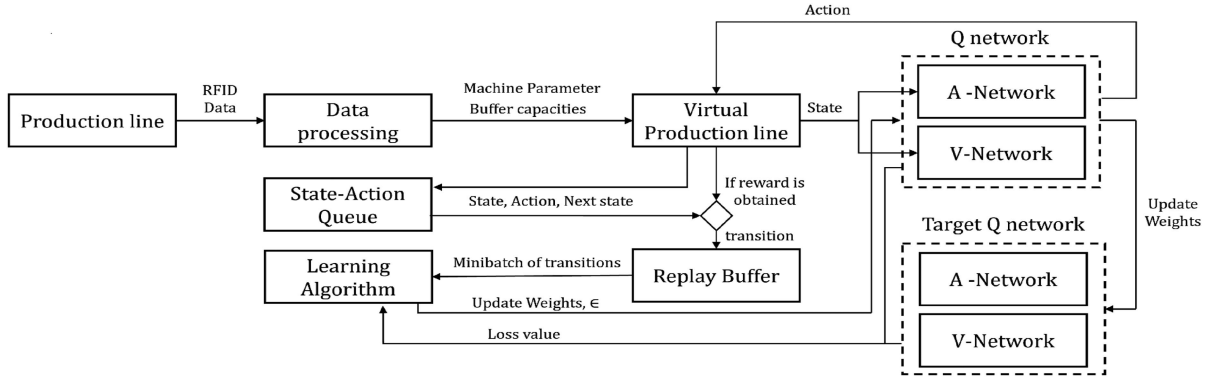 Action
Q network
A -Network
V-Network
Production line
RFID
Data
Data
processing
Machine Parameter
Buffer capacities
Virtual
Production line
State
State-Action
Queue
State, Action, Next state
If reward is
obtained
transition
Update
Weights
Target Q network
A -Network
V-Network
Learning
Algorithm
Minibatch of transitions
Replay Buffer
Update Weights, ∈
Loss value